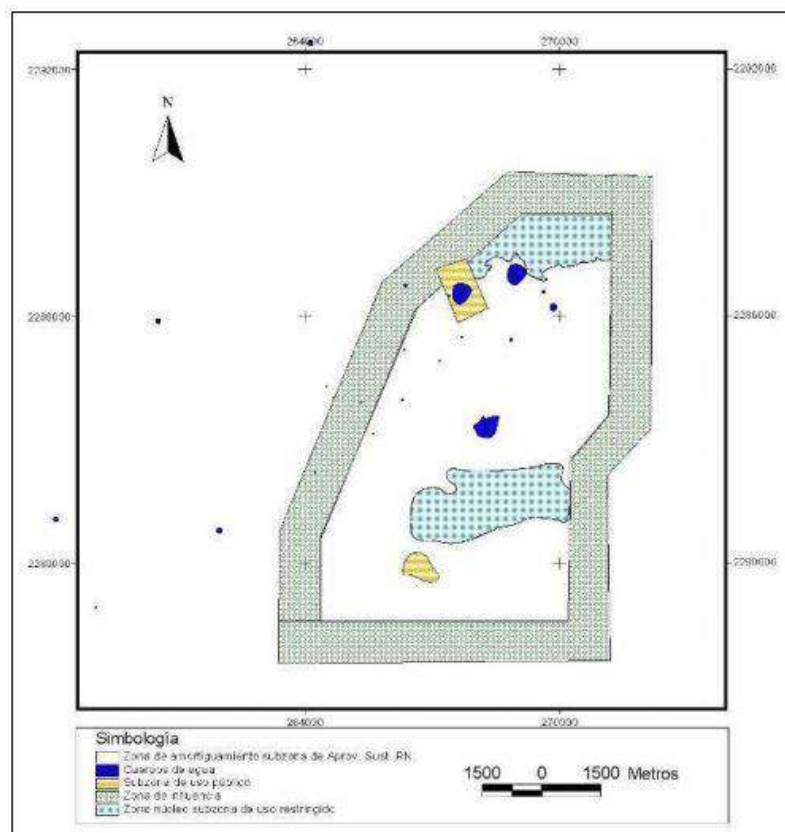 264000 270000
2292000 2292000
N
2286000 2286000
2280000 2280000
264000 270000
Simbología
Zona de amortiguamiento subzona de Aprov. Sust. RN.
Cuerpos de agua
Subzona de uso público
Zona de influencia
Zona núcleo subzona de uso restringido
1500 0 1500 Metros